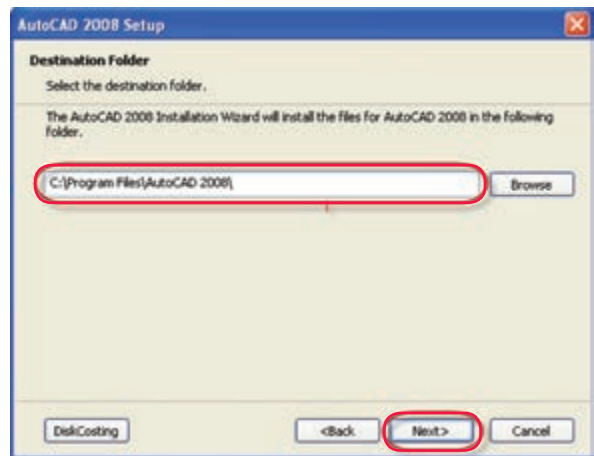 AutoCAD 2008 Setup
Destination Folder
Select the destination folder.
The AutoCAD 2008 Installation Wizard will install the files for AutoCAD 2008 in the following
folder.
C:\Program Files\AutoCAD 2008\
Browse
DiskCosting
<Back
Next>
Cancel